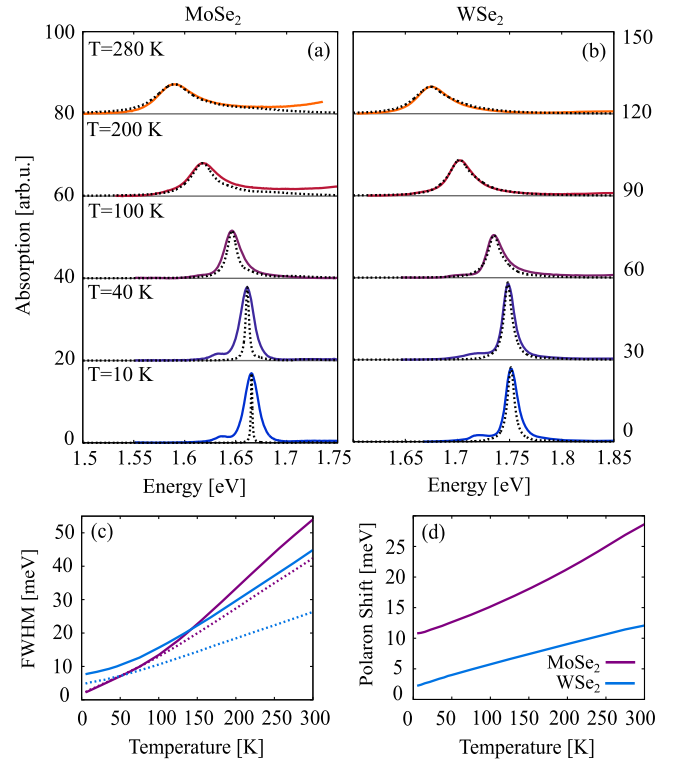 MoSe2 WSe2
100 150
T=280 K (a) (b)
80 120
T=200 K
60 90
T=100 K
40 60
T=40 K
20 30
T=10 K
0 0
Absorption [arb.u.]
1.5 1.55 1.6 1.65 1.7 1.75 1.65 1.7 1.75 1.8 1.85
Energy [eV] Energy [eV]
(c) (d)
50 25
40 20
30 15
20 10
10 5
0 0
FWHM [meV] Polaron Shift [meV]
MoSe2
WSe2
0 50 100 150 200 250 300 0 50 100 150 200 250 300
Temperature [K] Temperature [K]